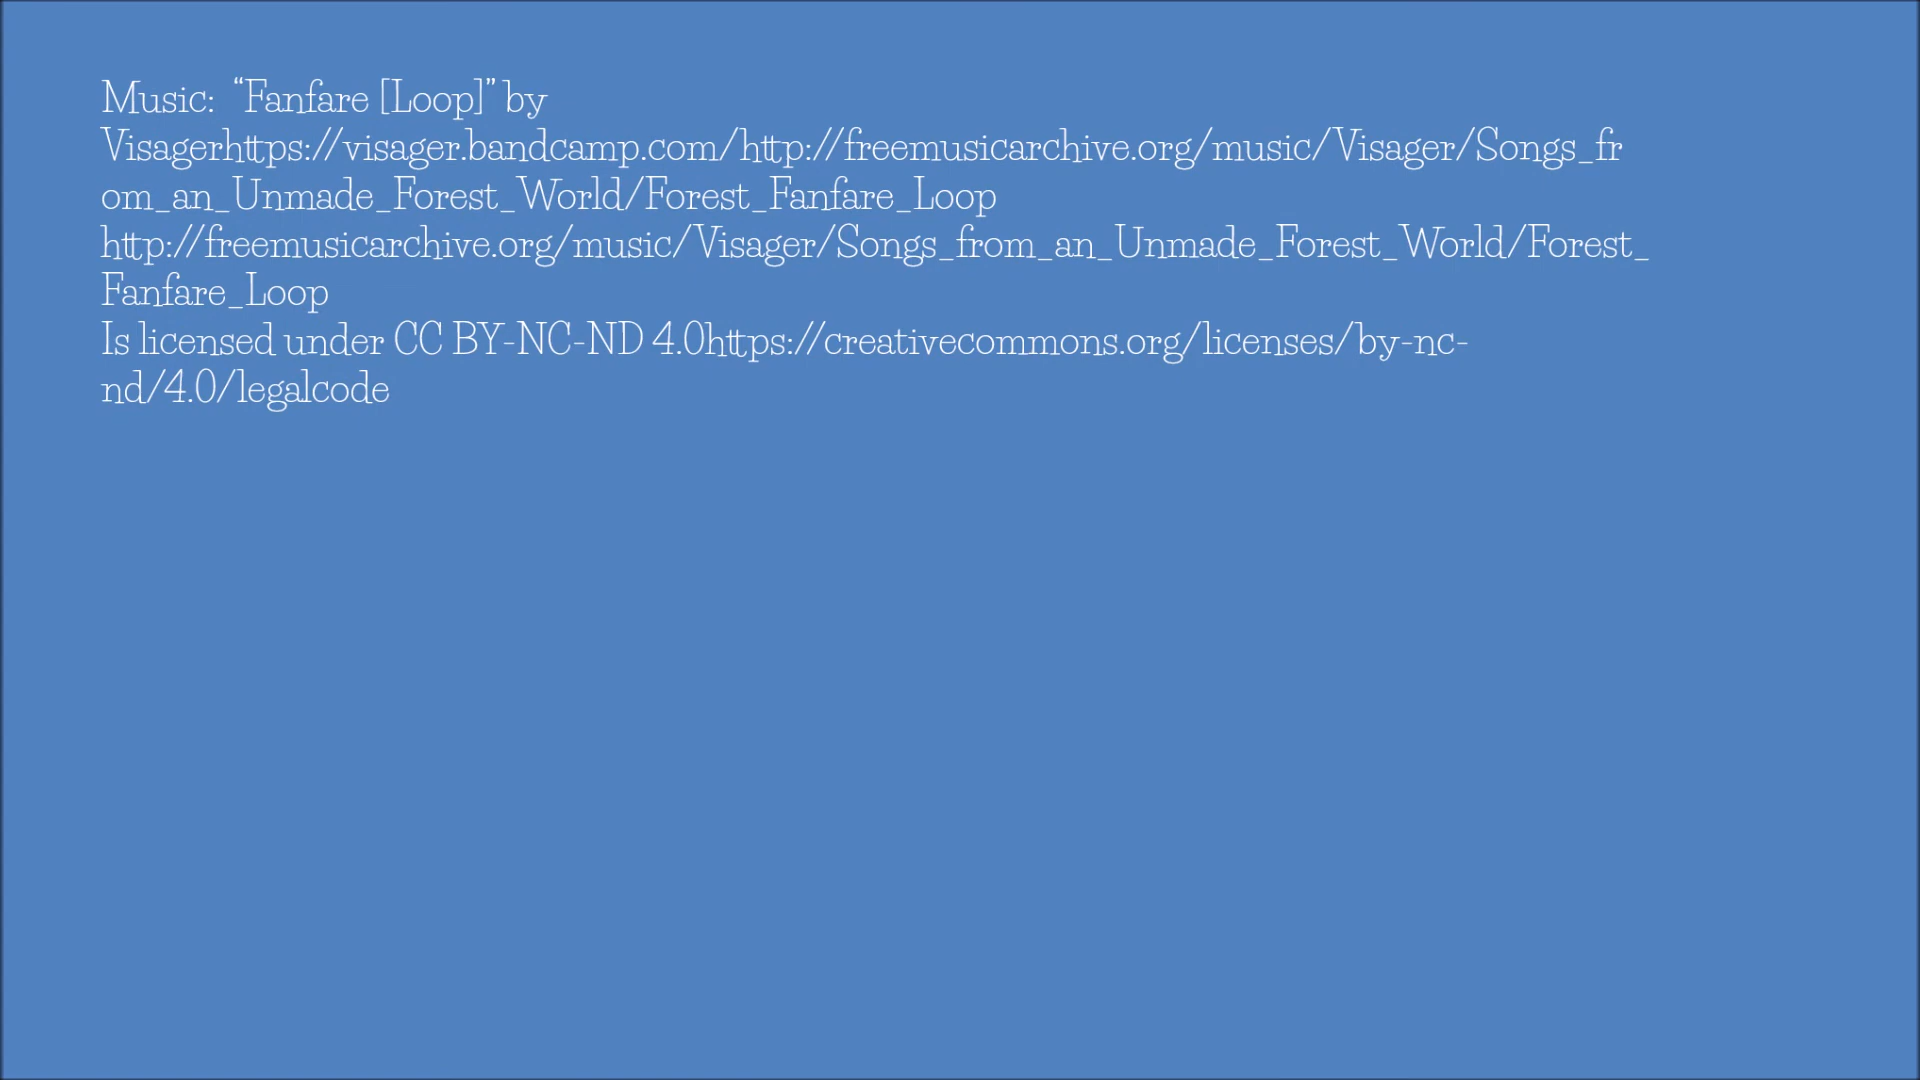 Music:  “Fanfare [Loop]” by
Visagerhttps://visager.bandcamp.com/http://freemusicarchive.org/music/Visager/Songs_fr
om_an_Unmade_Forest_World/Forest_Fanfare_Loop
http://freemusicarchive.org/music/Visager/Songs_from_an_Unmade_Forest_World/Forest_
Fanfare_Loop
Is licensed under CC BY-NC-ND 4.0https://creativecommons.org/licenses/by-nc-
nd/4.0/legalcode